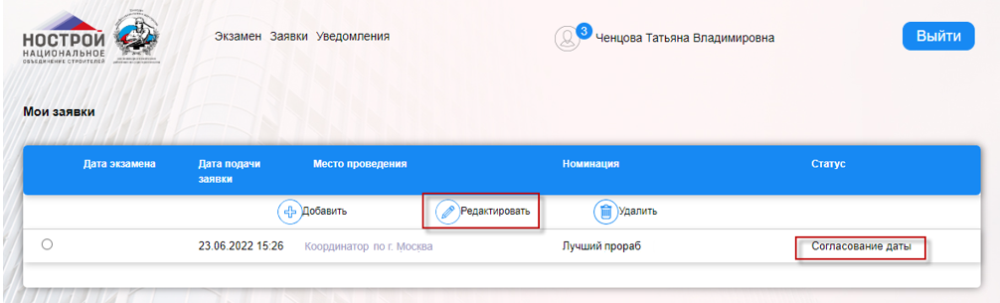 НОСТРОЙ
НАЦИОНАЛЬНОЕ
ОБЪЕДИНЕНИЕ СТРОИТЕЛЕЙ
Экзамен Заявки Уведомления
3
Ченцова Татьяна Владимировна
Выйти
Мои заявки
Дата экзамена
Дата подачи
заявки
Место проведения
Номинация
Статус
Добавить
Редактировать
Удалить
23.06.2022 15:26
Координатор по г. Москва
Лучший прораб
Согласование даты